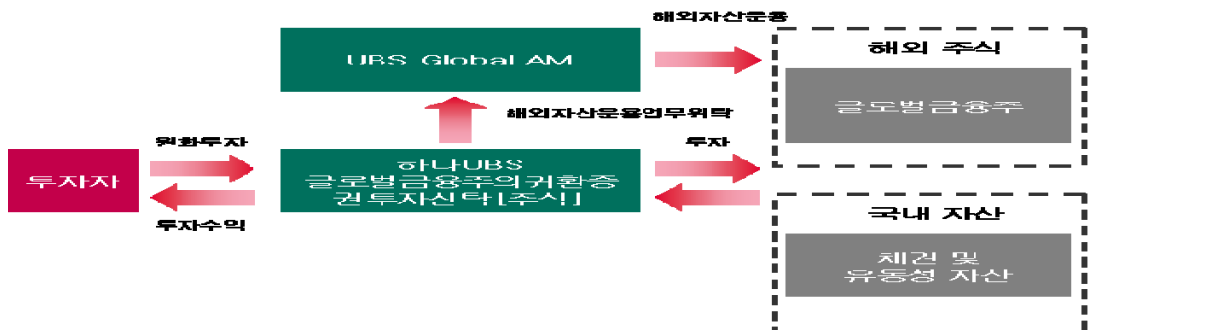 해외자산운용
UBS Global AM
해외 주식
글로벌금융주
해외자산운용업무위탁
원화투자
투자
투자자
하나UBS
글로벌금융주의귀환증
권투자신탁[주식]
투자수익
국내 자산
채권 및
유동성 자산